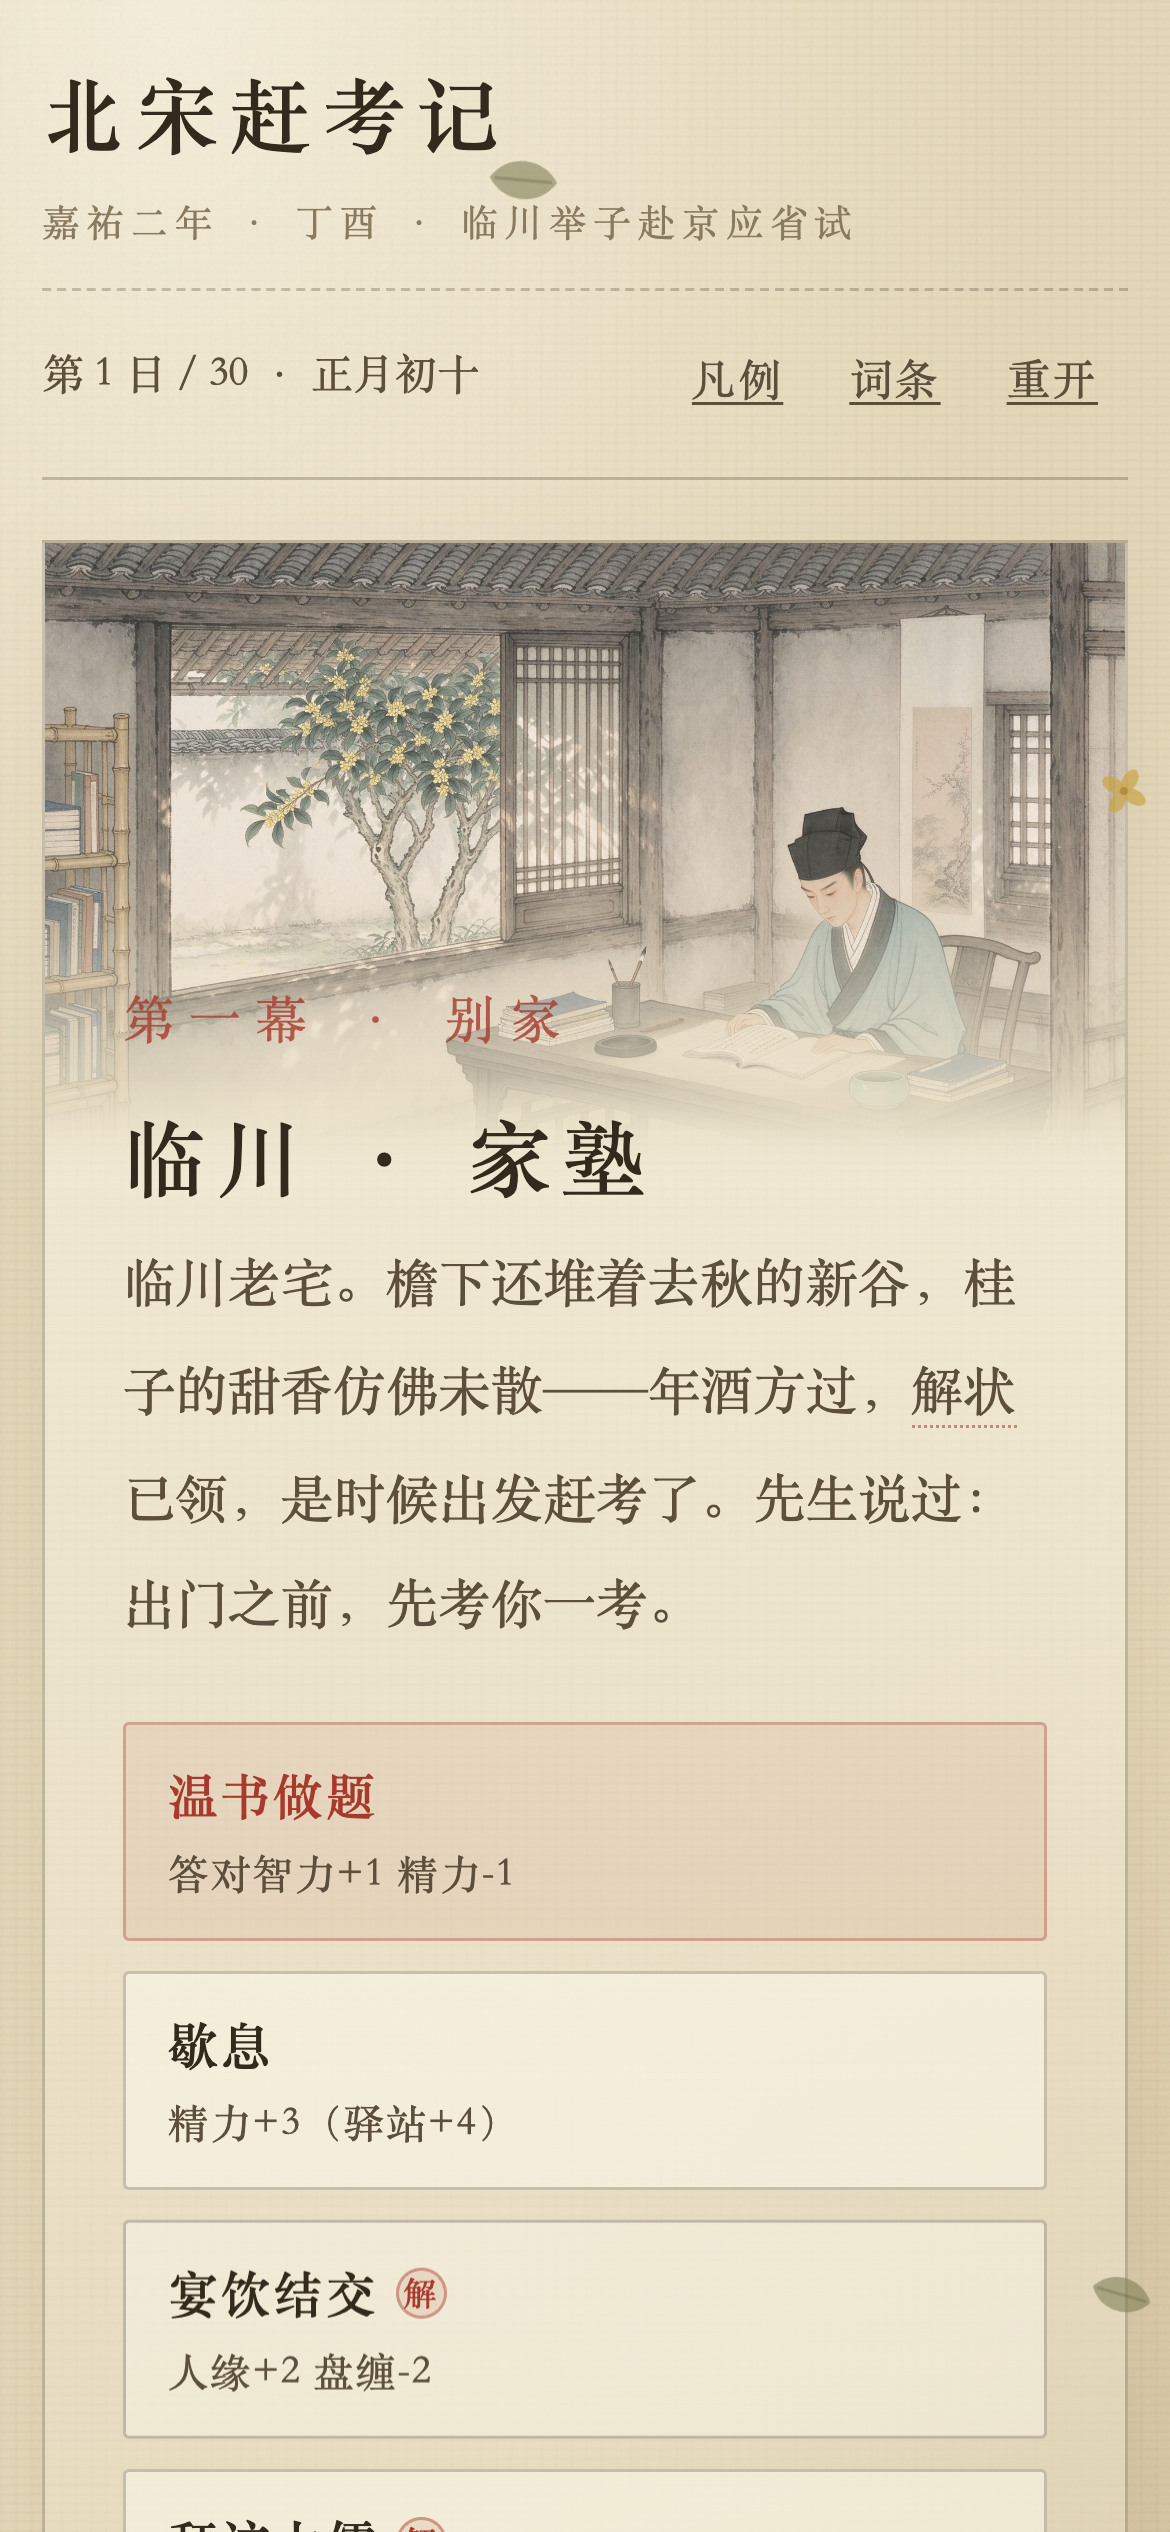 北宋赶考记
嘉祐二年 · 丁酉 · 临川举子赴京应省试
第 1 日 / 30 · 正月初十
凡例 词条 重开
第一幕 · 别家
临川 · 家塾
临川老宅。檐下还堆着去秋的新谷，桂
子的甜香仿佛未散——年酒方过，解状
已领，是时候出发赶考了。先生说过：
出门之前，先考你一考。
温书做题
答对智力+1 精力-1
歇息
精力+3（驿站+4）
宴饮结交 解
人缘+2 盘缠-2